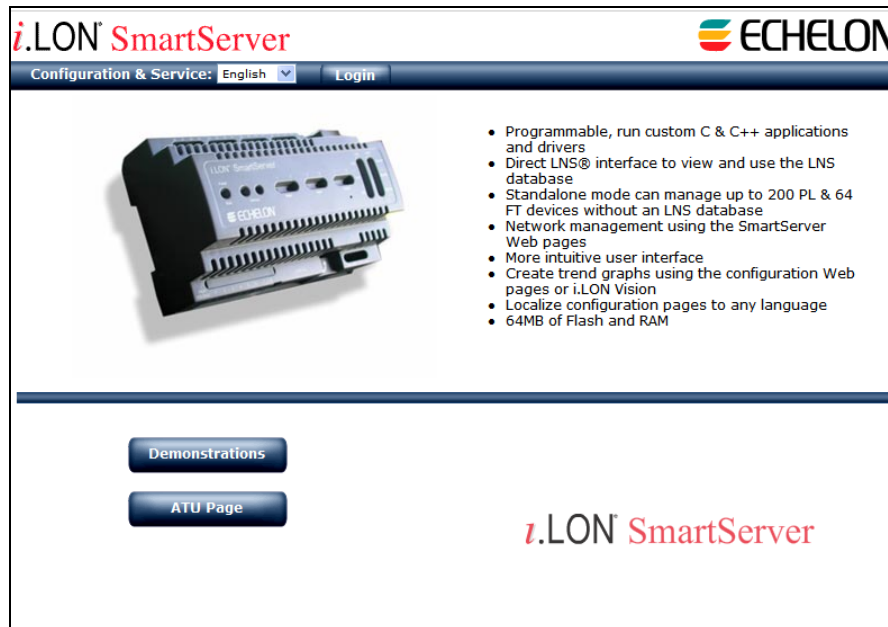 i.LON® SmartServer
ECHELON
Configuration & Service: English Login
i.LON® SmartServer
ECHELON
• Programmable, run custom C & C++ applications
and drivers
• Direct LNS® interface to view and use the LNS
database
• Standalone mode can manage up to 200 PL & 64
FT devices without an LNS database
• Network management using the SmartServer
Web pages
• More intuitive user interface
• Create trend graphs using the configuration Web
pages or i.LON Vision
• Localize configuration pages to any language
• 64MB of Flash and RAM
Demonstrations
ATU Page
i.LON® SmartServer